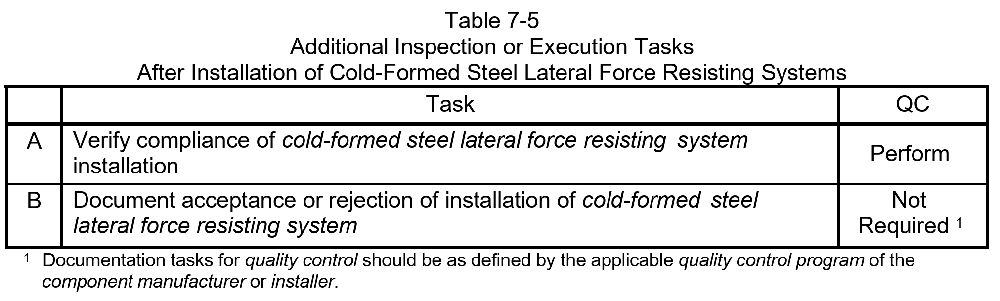 Table 7-5
Additional Inspection or Execution Tasks
After Installation of Cold-Formed Steel Lateral Force Resisting Systems
Task QC
A Verify compliance of cold-formed steel lateral force resisting system
installation
Perform
B Document acceptance or rejection of installation of cold-formed steel
lateral force resisting system
Not
Required 1
1 Documentation tasks for quality control should be as defined by the applicable quality control program of the
component manufacturer or installer.